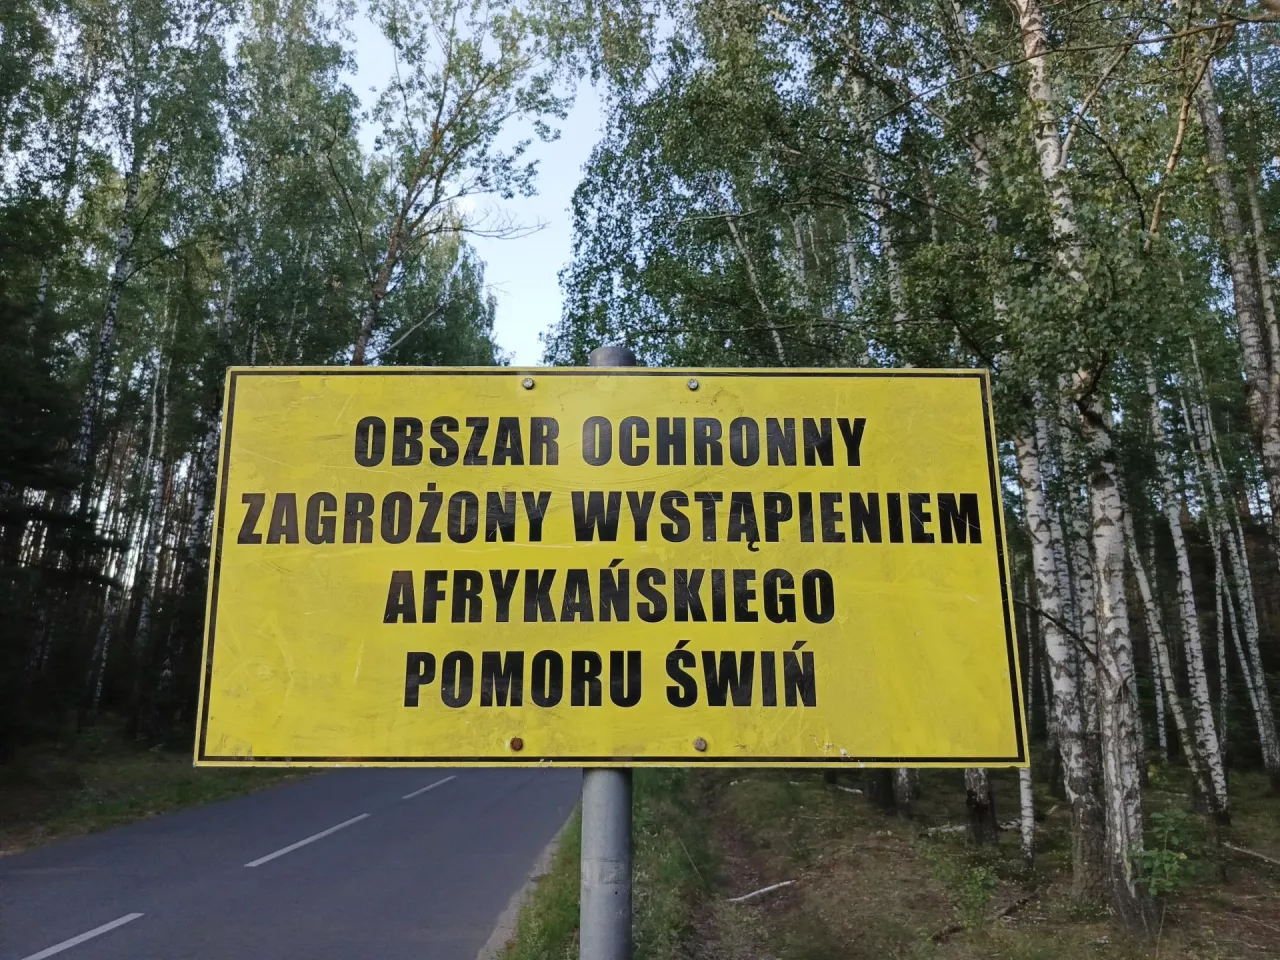 OBSZAR OCHRONNY
ZAGROŻONY WYSTĄPIENIEM
AFRYKAŃSKIEGO
POMORU ŚWIŃ